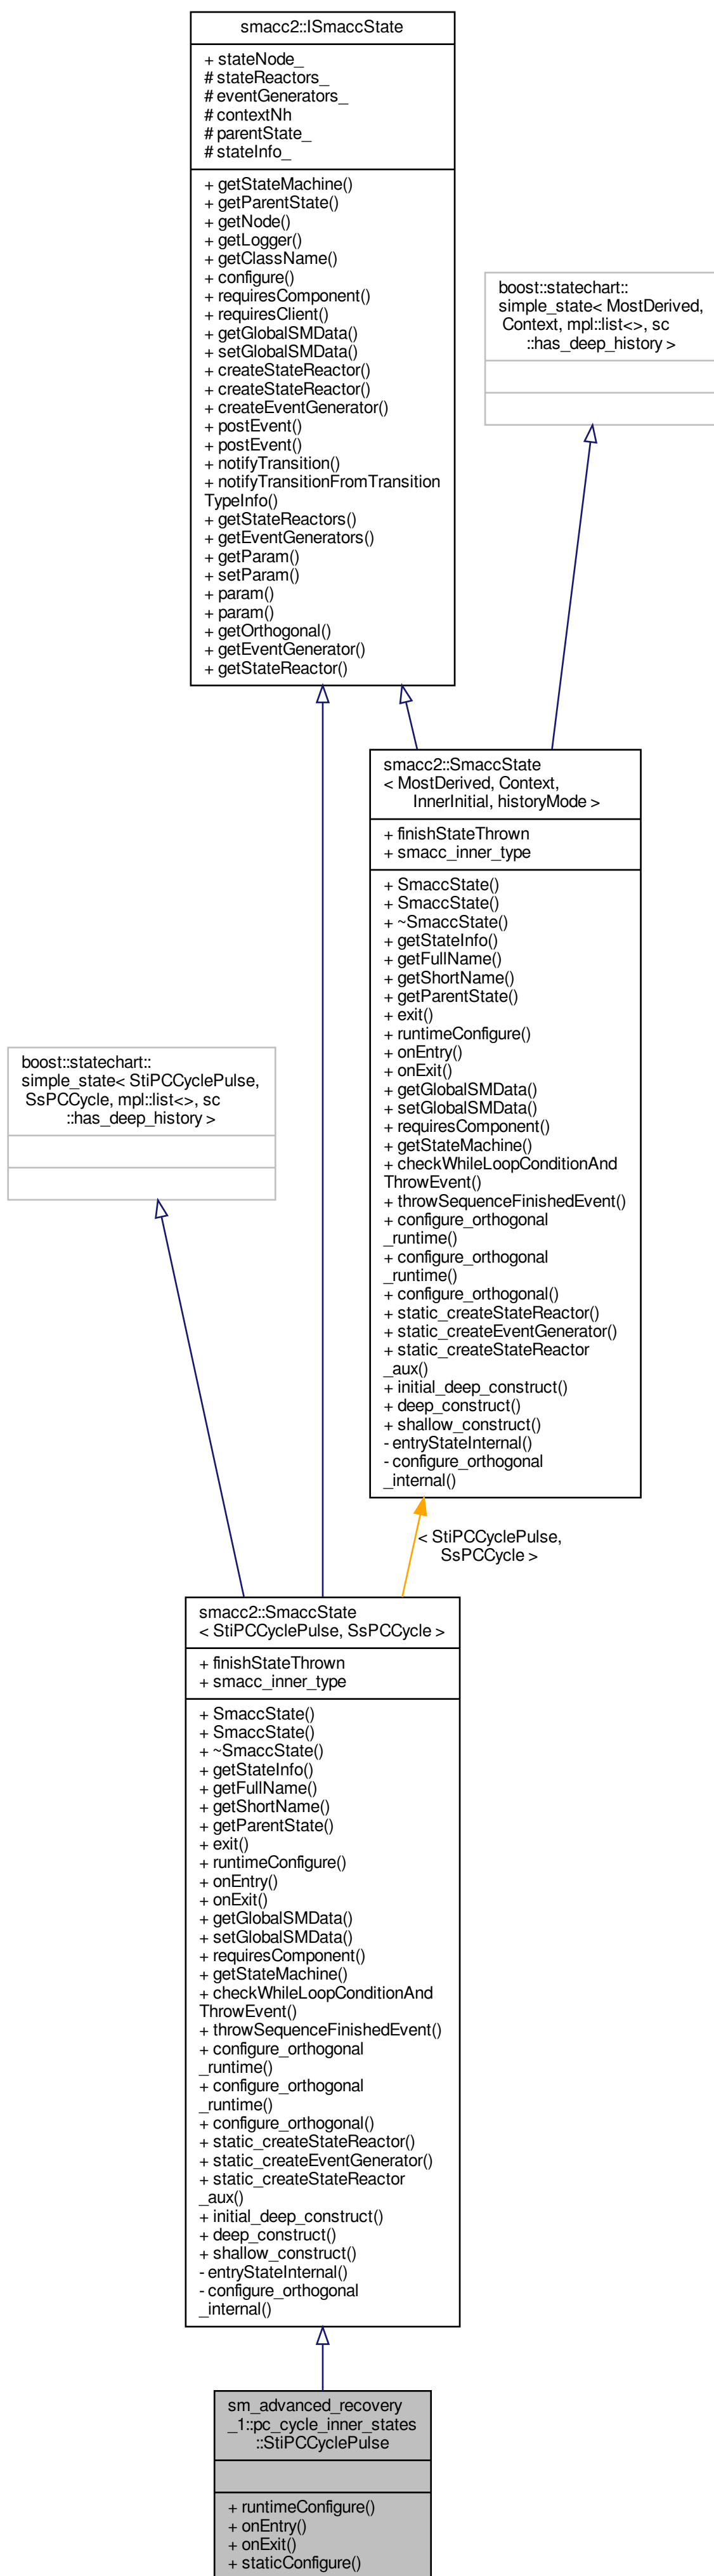 smacc2::ISmaccState
+ stateNode_
# stateReactors_
# eventGenerators_
# contextNh
# parentState_
# stateInfo_
+ getStateMachine()
+ getParentState()
+ getNode()
+ getLogger()
+ getClassName()
+ configure()
+ requiresComponent()
+ requiresClient()
+ getGlobalSMData()
+ setGlobalSMData()
+ createStateReactor()
+ createStateReactor()
+ createEventGenerator()
+ postEvent()
+ postEvent()
+ notifyTransition()
+ notifyTransitionFromTransition
TypeInfo()
+ getStateReactors()
+ getEventGenerators()
+ getParam()
+ setParam()
+ param()
+ param()
+ getOrthogonal()
+ getEventGenerator()
+ getStateReactor()
boost::statechart::
simple_state< MostDerived,
Context, mpl::list<>, sc
::has_deep_history >
smacc2::SmaccState
< MostDerived, Context,
InnerInitial, historyMode >
+ finishStateThrown
+ smacc_inner_type
+ SmaccState()
+ SmaccState()
+ ~SmaccState()
+ getStateInfo()
+ getFullName()
+ getShortName()
+ getParentState()
+ exit()
+ runtimeConfigure()
+ onEntry()
+ onExit()
+ getGlobalSMData()
+ setGlobalSMData()
+ requiresComponent()
+ getStateMachine()
+ checkWhileLoopConditionAnd
ThrowEvent()
+ throwSequenceFinishedEvent()
+ configure_orthogonal
_runtime()
+ configure_orthogonal
_runtime()
+ configure_orthogonal()
+ static_createStateReactor()
+ static_createEventGenerator()
+ static_createStateReactor
_aux()
+ initial_deep_construct()
+ deep_construct()
+ shallow_construct()
- entryStateInternal()
- configure_orthogonal
_internal()
boost::statechart::
simple_state< StiPCCyclePulse,
SsPCCycle, mpl::list<>, sc
::has_deep_history >
< StiPCCyclePulse,
SsPCCycle >
smacc2::SmaccState
< StiPCCyclePulse, SsPCCycle >
+ finishStateThrown
+ smacc_inner_type
+ SmaccState()
+ SmaccState()
+ ~SmaccState()
+ getStateInfo()
+ getFullName()
+ getShortName()
+ getParentState()
+ exit()
+ runtimeConfigure()
+ onEntry()
+ onExit()
+ getGlobalSMData()
+ setGlobalSMData()
+ requiresComponent()
+ getStateMachine()
+ checkWhileLoopConditionAnd
ThrowEvent()
+ throwSequenceFinishedEvent()
+ configure_orthogonal
_runtime()
+ configure_orthogonal
_runtime()
+ configure_orthogonal()
+ static_createStateReactor()
+ static_createEventGenerator()
+ static_createStateReactor
_aux()
+ initial_deep_construct()
+ deep_construct()
+ shallow_construct()
- entryStateInternal()
- configure_orthogonal
_internal()
sm_advanced_recovery
_1::pc_cycle_inner_states
::StiPCCyclePulse
+ runtimeConfigure()
+ onEntry()
+ onExit()
+ staticConfigure()